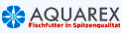 AQUAREX
Fischfutter in Spitzenqualität